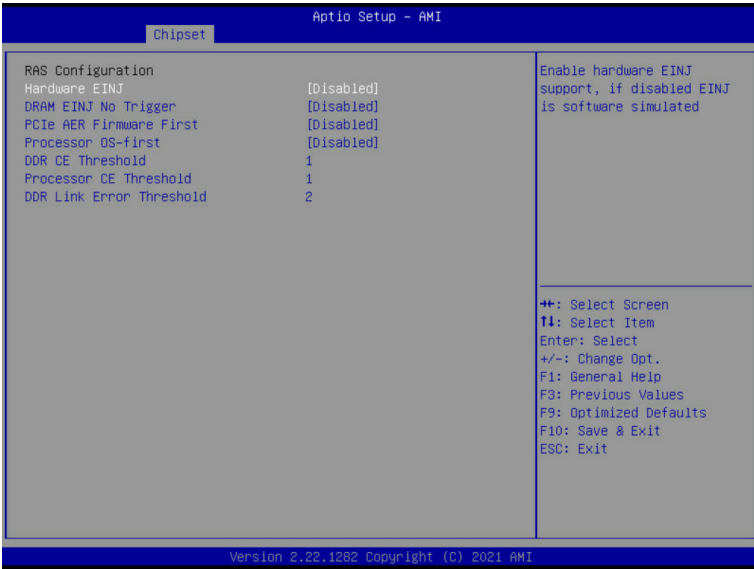 Aptio Setup – AMI
Chipset
RAS Configuration
Hardware EINJ [Disabled]
DRAM EINJ No Trigger [Disabled]
PCIe AER Firmware First [Disabled]
Processor OS-first [Disabled]
DDR CE Threshold 1
Processor CE Threshold 1
DDR Link Error Threshold 2
Enable hardware EINJ
support, if disabled EINJ
is software simulated
→←: Select Screen
↑↓: Select Item
Enter: Select
+/-: Change Opt.
F1: General Help
F3: Previous Values
F9: Optimized Defaults
F10: Save & Exit
ESC: Exit
Version 2.22.1282 Copyright (C) 2021 AMI